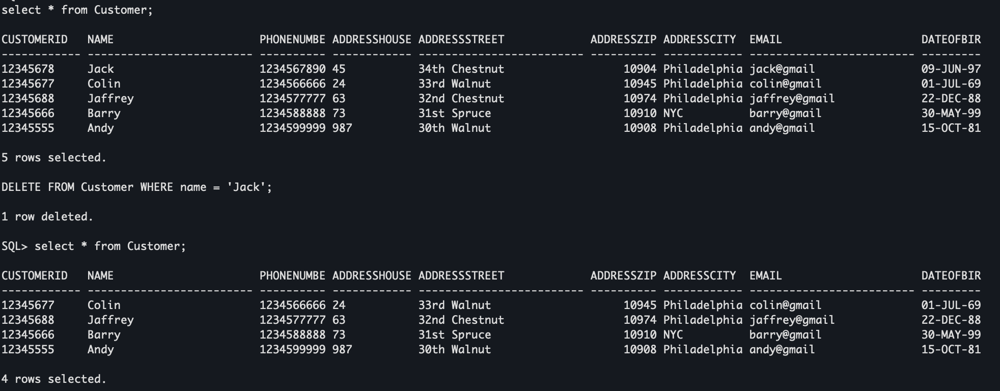 select * from Customer;
CUSTOMERID NAME PHONENUMBE ADDRESSHOUSE ADDRESSSTREET ADDRESSZIP ADDRESSCITY EMAIL DATEOFBIR
------------ ------------------------- ---------- ------------ ------------------------- ---------- ------------ ------------------------- ---------
12345678 Jack 1234567890 45 34th Chestnut 10904 Philadelphia jack@gmail 09-JUN-97
12345677 Colin 1234566666 24 33rd Walnut 10945 Philadelphia colin@gmail 01-JUL-69
12345688 Jaffrey 1234577777 63 32nd Chestnut 10974 Philadelphia jaffrey@gmail 22-DEC-88
12345666 Barry 1234588888 73 31st Spruce 10910 NYC barry@gmail 30-MAY-99
12345555 Andy 1234599999 987 30th Walnut 10908 Philadelphia andy@gmail 15-OCT-81
5 rows selected.
DELETE FROM Customer WHERE name = 'Jack';
1 row deleted.
SQL> select * from Customer;
CUSTOMERID NAME PHONENUMBE ADDRESSHOUSE ADDRESSSTREET ADDRESSZIP ADDRESSCITY EMAIL DATEOFBIR
------------ ------------------------- ---------- ------------ ------------------------- ---------- ------------ ------------------------- ---------
12345677 Colin 1234566666 24 33rd Walnut 10945 Philadelphia colin@gmail 01-JUL-69
12345688 Jaffrey 1234577777 63 32nd Chestnut 10974 Philadelphia jaffrey@gmail 22-DEC-88
12345666 Barry 1234588888 73 31st Spruce 10910 NYC barry@gmail 30-MAY-99
12345555 Andy 1234599999 987 30th Walnut 10908 Philadelphia andy@gmail 15-OCT-81
4 rows selected.